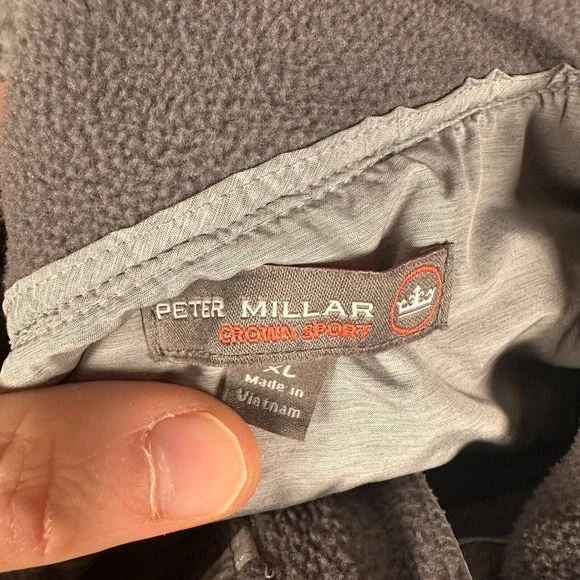 PETER MILLAR
CROWN SPORT
XL
Made in
Vietnam